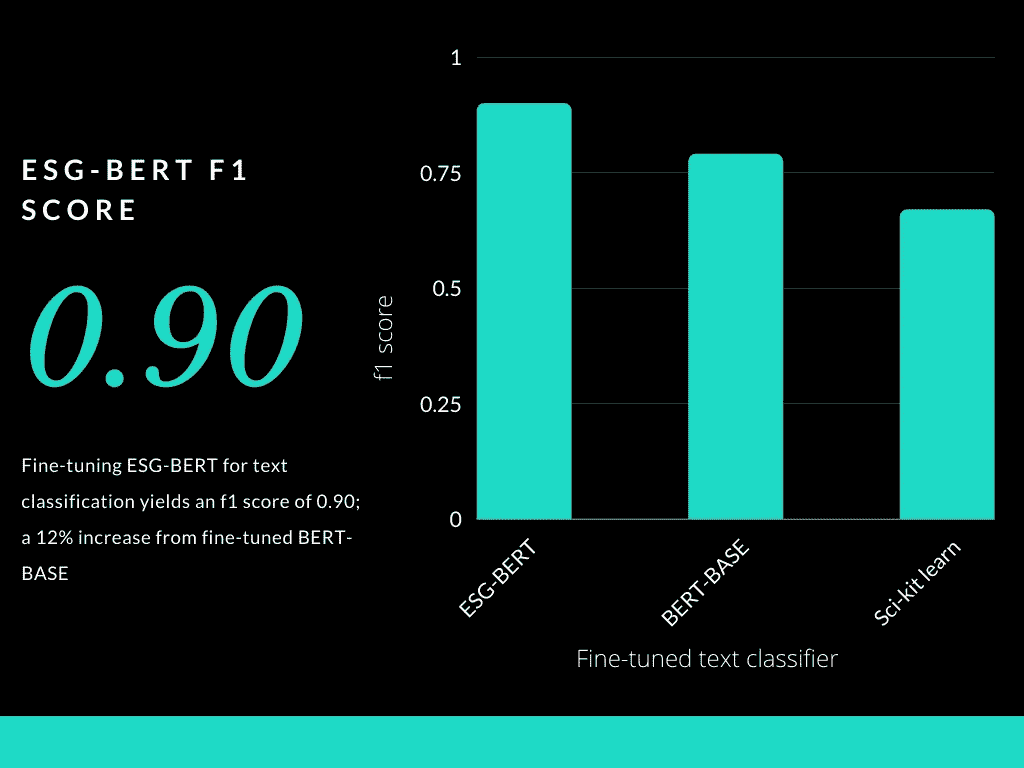 ESG-BERT F1
SCORE
0.90
Fine-tuning ESG-BERT for text
classification yields an f1 score of 0.90;
a 12% increase from fine-tuned BERT-
BASE
f1 score
1
0.75
0.5
0.25
0
ESG-BERT
BERT-BASE
Sci-kit learn
Fine-tuned text classifier